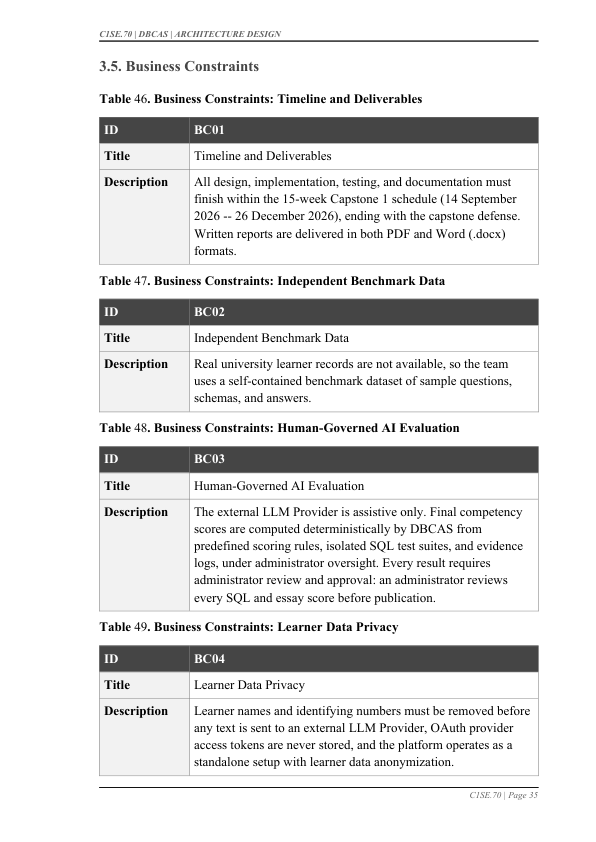 C1SE.70 | DBCAS | ARCHITECTURE DESIGN
3.5. Business Constraints
Table 46. Business Constraints: Timeline and Deliverables
ID BC01
Title Timeline and Deliverables
Description All design, implementation, testing, and documentation must
finish within the 15-week Capstone 1 schedule (14 September
2026 -- 26 December 2026), ending with the capstone defense.
Written reports are delivered in both PDF and Word (.docx)
formats.
Table 47. Business Constraints: Independent Benchmark Data
ID BC02
Title Independent Benchmark Data
Description Real university learner records are not available, so the team
uses a self-contained benchmark dataset of sample questions,
schemas, and answers.
Table 48. Business Constraints: Human-Governed AI Evaluation
ID BC03
Title Human-Governed AI Evaluation
Description The external LLM Provider is assistive only. Final competency
scores are computed deterministically by DBCAS from
predefined scoring rules, isolated SQL test suites, and evidence
logs, under administrator oversight. Every result requires
administrator review and approval: an administrator reviews
every SQL and essay score before publication.
Table 49. Business Constraints: Learner Data Privacy
ID BC04
Title Learner Data Privacy
Description Learner names and identifying numbers must be removed before
any text is sent to an external LLM Provider, OAuth provider
access tokens are never stored, and the platform operates as a
standalone setup with learner data anonymization.
C1SE.70 | Page 35